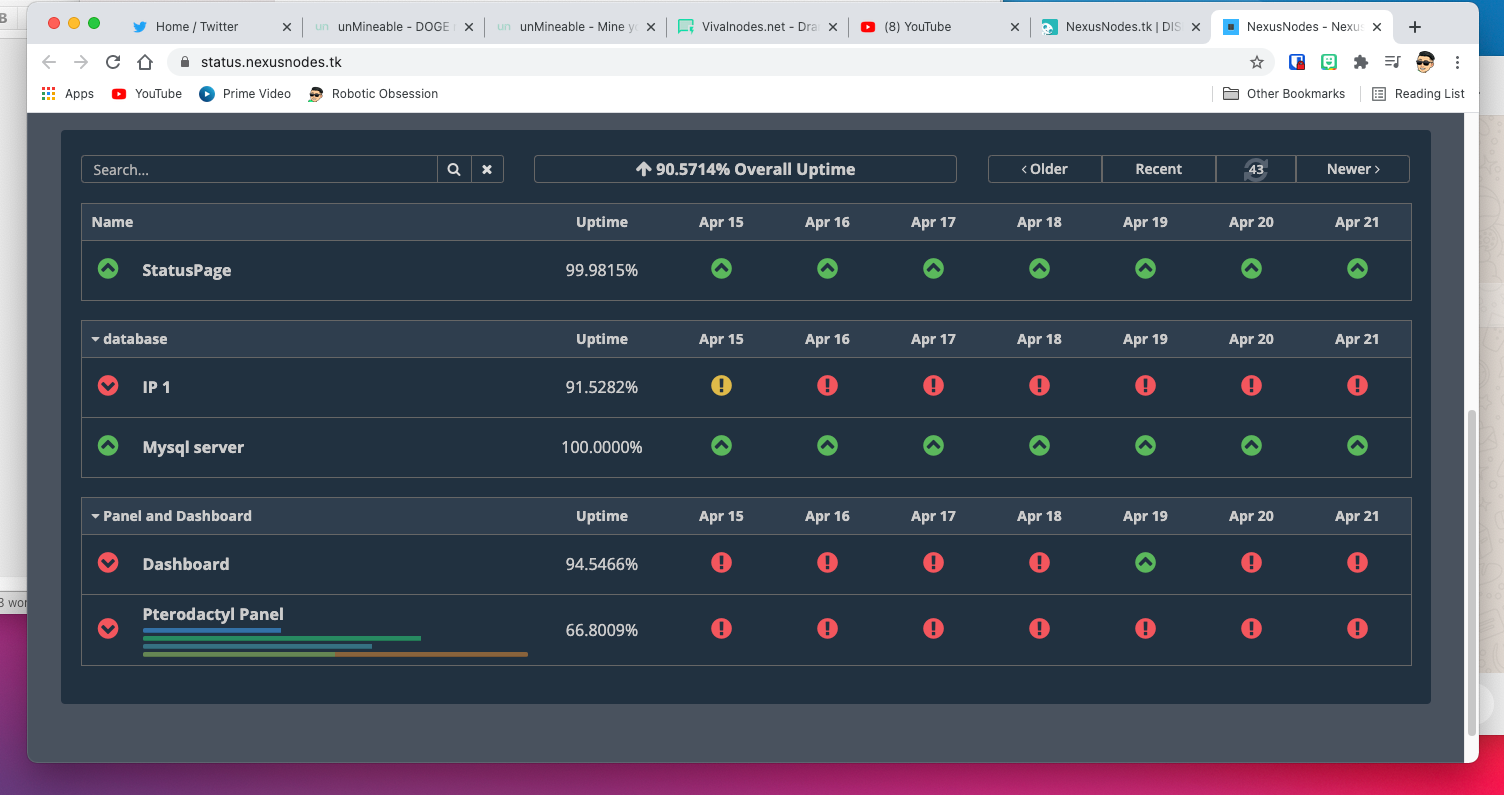 B
Home / Twitter
un unMineable - DOGE
un unMineable - Mine yo
Vivalnodes.net - Dra
(8) YouTube
NexusNodes.tk | DIS
NexusNodes - Nexus
status.nexusnodes.tk
Apps YouTube Prime Video Robotic Obsession Other Bookmarks Reading List
Search... 90.5714% Overall Uptime Older Recent 43 Newer
Name Uptime Apr 15 Apr 16 Apr 17 Apr 18 Apr 19 Apr 20 Apr 21
StatusPage 99.9815%
database Uptime Apr 15 Apr 16 Apr 17 Apr 18 Apr 19 Apr 20 Apr 21
IP 1 91.5282%
Mysql server 100.0000%
Panel and Dashboard Uptime Apr 15 Apr 16 Apr 17 Apr 18 Apr 19 Apr 20 Apr 21
Dashboard 94.5466%
Pterodactyl Panel
66.8009%
3 wor